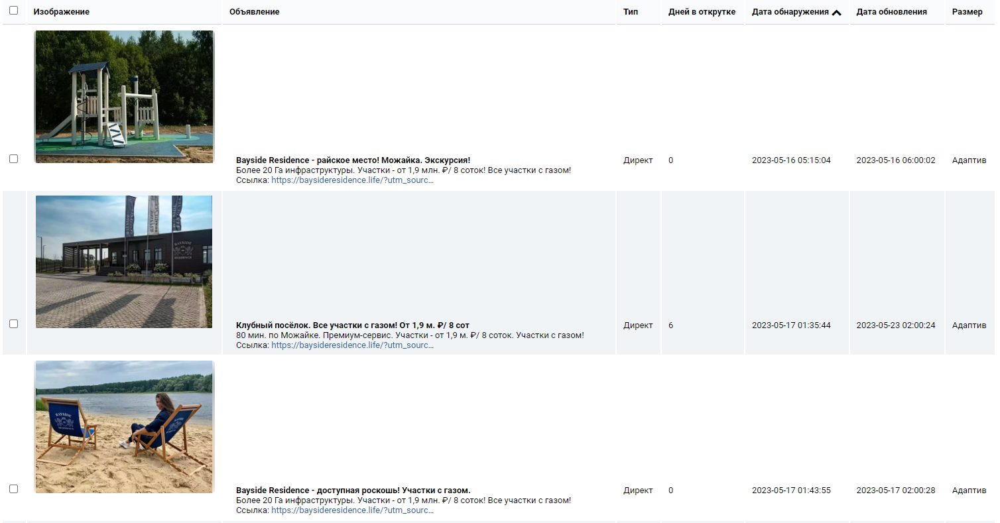 Изображение Объявление Тип Дней в открутке Дата обнаружения Дата обновления Размер
Bayside Residence - райское место! Можайка. Экскурсия!
Более 20 Га инфраструктуры. Участки - от 1,9 млн. ₽/ 8 соток! Все участки с газом!
Ссылка: https://baysideresidence.life/?utm_sourc...
Директ 0 2023-05-16 05:15:04 2023-05-16 06:00:02 Адаптив
BAYSIDE
RESIDENCE
Клубный посёлок. Все участки с газом! От 1,9 м. ₽/ 8 сот
80 мин. по Можайке. Премиум-сервис. Участки - от 1,9 м. ₽/ 8 соток. Участки с газом!
Ссылка: https://baysideresidence.life/?utm_sourc...
Директ 6 2023-05-17 01:35:44 2023-05-23 02:00:24 Адаптив
BAYSIDE
RESIDENCE
BAYSIDE
Bayside Residence - доступная роскошь! Участки с газом.
Более 20 Га инфраструктуры. Участки - от 1,9 млн. ₽/ 8 соток! Все участки с газом!
Ссылка: https://baysideresidence.life/?utm_sourc...
Директ 0 2023-05-17 01:43:55 2023-05-17 02:00:28 Адаптив